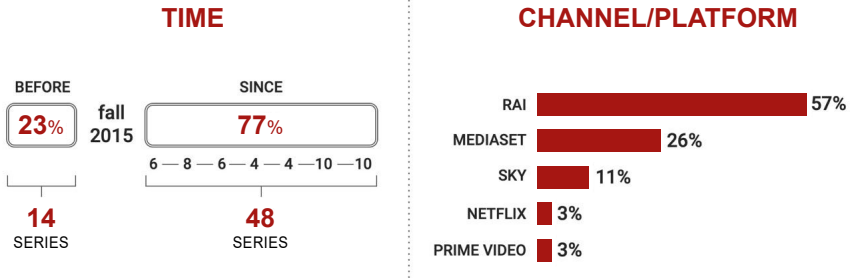 TIME
BEFORE
SINCE
23%
fall
2015
77%
6 — 8 — 6 — 4 — 4 —10 —10
14
SERIES
48
SERIES
CHANNEL/PLATFORM
RAI 57%
MEDIASET 26%
SKY 11%
NETFLIX 3%
PRIME VIDEO 3%